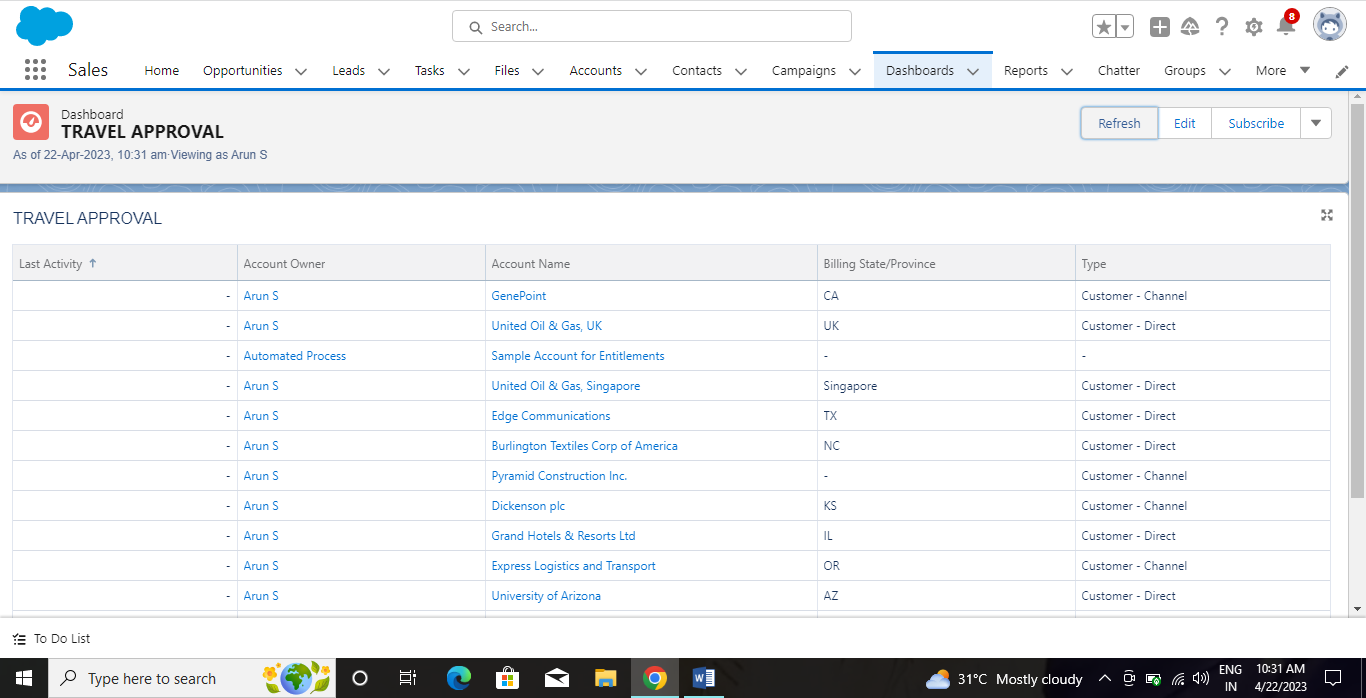 Search...
8
Sales Home Opportunities Leads Tasks Files Accounts Contacts Campaigns Dashboards Reports Chatter Groups More
Dashboard
TRAVEL APPROVAL
As of 22-Apr-2023, 10:31 am·Viewing as Arun S
Refresh Edit Subscribe
TRAVEL APPROVAL
Last Activity Account Owner Account Name Billing State/Province Type
- Arun S GenePoint CA Customer - Channel
- Arun S United Oil & Gas, UK UK Customer - Direct
- Automated Process Sample Account for Entitlements - -
- Arun S United Oil & Gas, Singapore Singapore Customer - Direct
- Arun S Edge Communications TX Customer - Direct
- Arun S Burlington Textiles Corp of America NC Customer - Direct
- Arun S Pyramid Construction Inc. - Customer - Channel
- Arun S Dickenson plc KS Customer - Channel
- Arun S Grand Hotels & Resorts Ltd IL Customer - Direct
- Arun S Express Logistics and Transport OR Customer - Channel
- Arun S University of Arizona AZ Customer - Direct
To Do List
Type here to search
31°C Mostly cloudy
ENG
IN
10:31 AM
4/22/2023